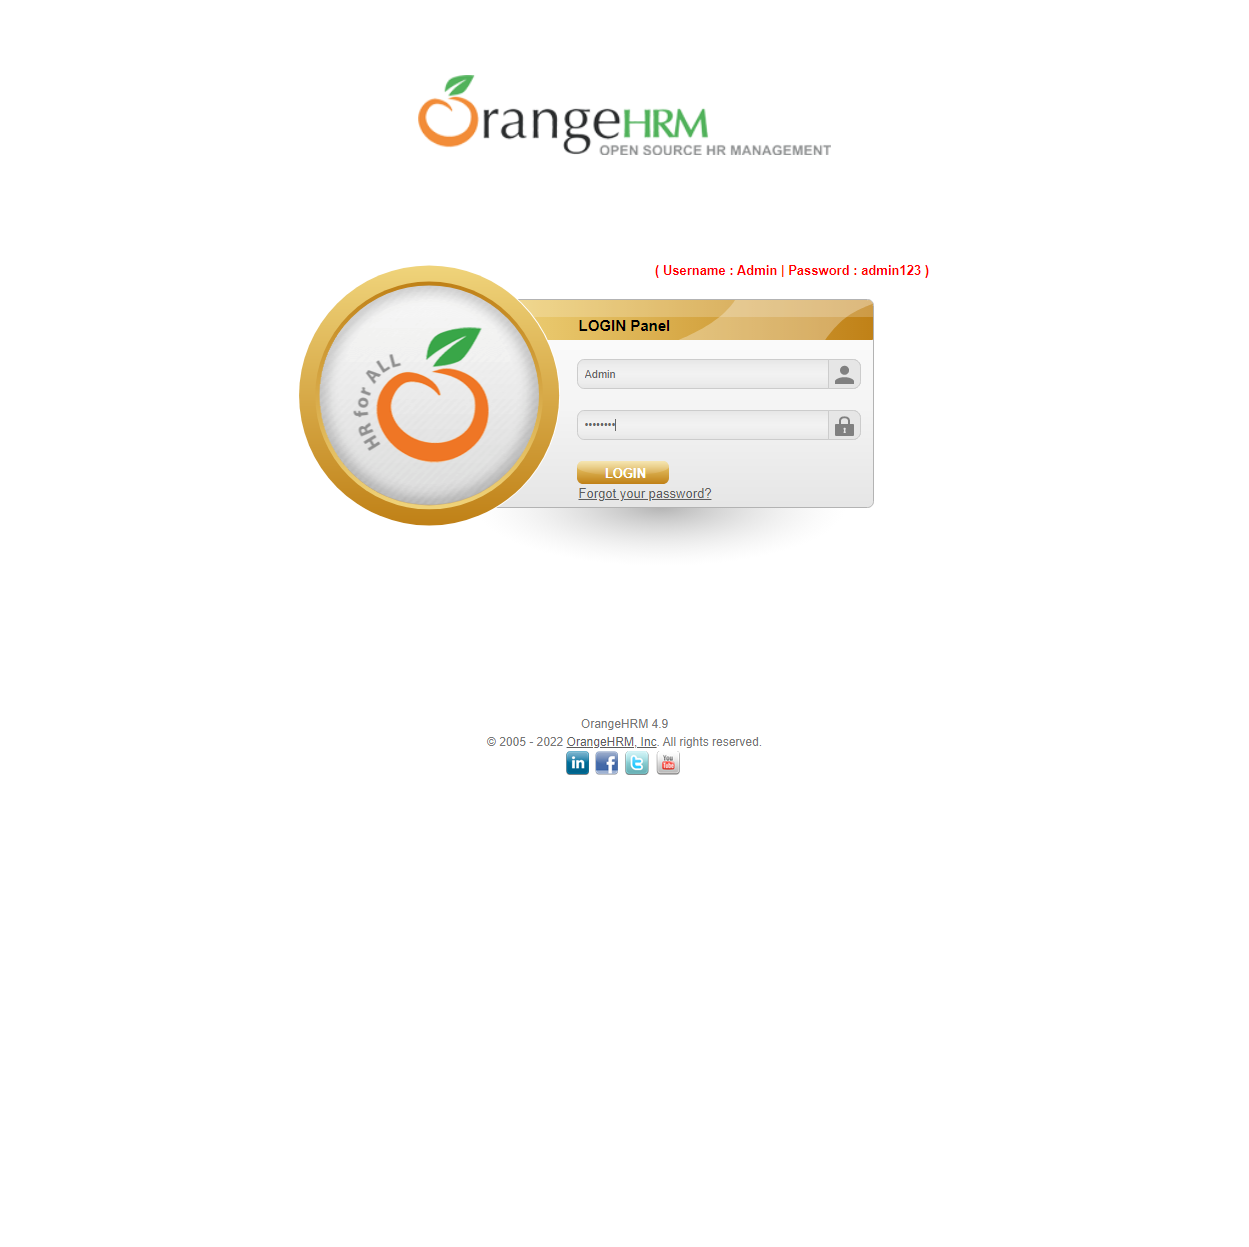 OrangeHRM
OPEN SOURCE HR MANAGEMENT
( Username : Admin | Password : admin123 )
HR for ALL
LOGIN Panel
Admin
••••••••
LOGIN
Forgot your password?
OrangeHRM 4.9
© 2005 - 2022 OrangeHRM, Inc. All rights reserved.
in f t You Tube